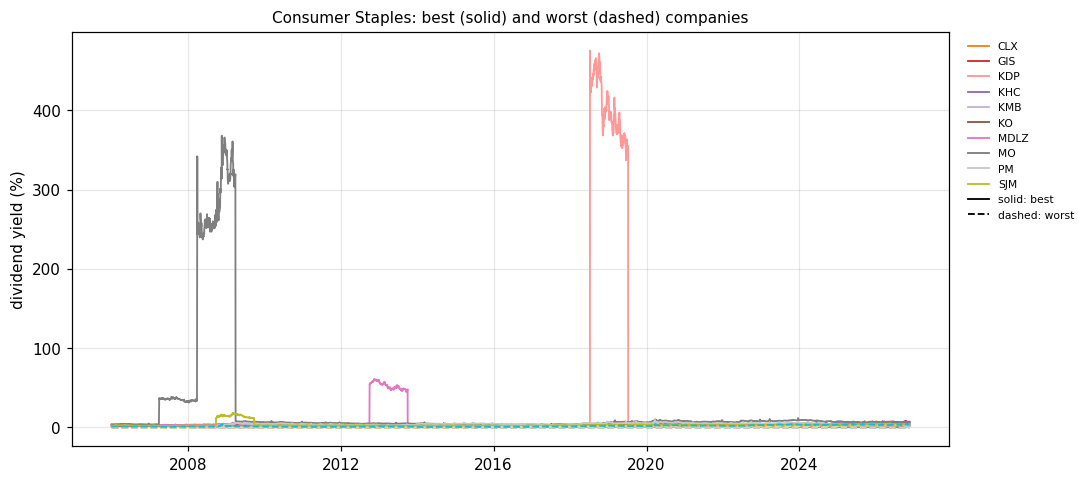 Consumer Staples: best (solid) and worst (dashed) companies
dividend yield (%)
400
300
200
100
0
2008 2012 2016 2020 2024
CLX
GIS
KDP
KHC
KMB
KO
MDLZ
MO
PM
SJM
solid: best
dashed: worst